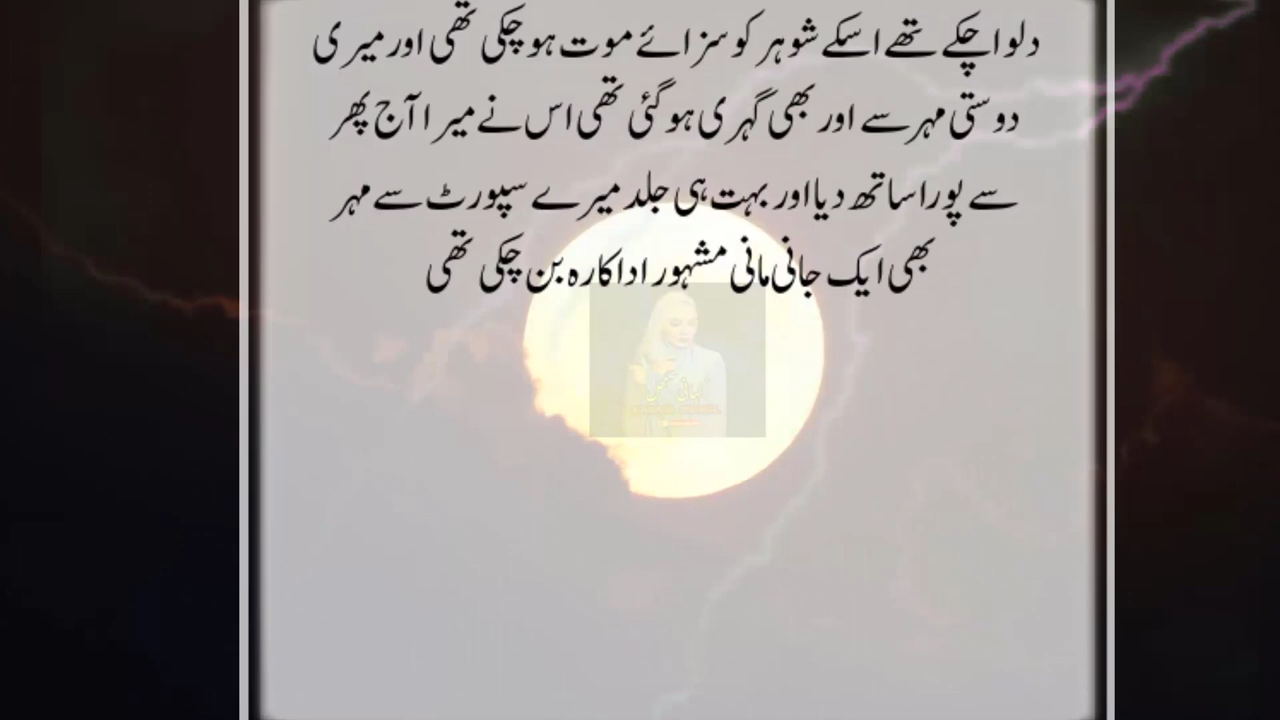 دلوا چکے تھے اسکے شوہر کو سزائے موت ہو چکی تھی اور میری
دوستی مہر سے اور بھی گہری ہو گئی تھی اس نے میرا آج پھر
سے پورا ساتھ دیا اور بہت ہی جلد میرے سپورٹ سے مہر
بھی ایک جانی مانی مشہور اداکارہ بن چکی تھی